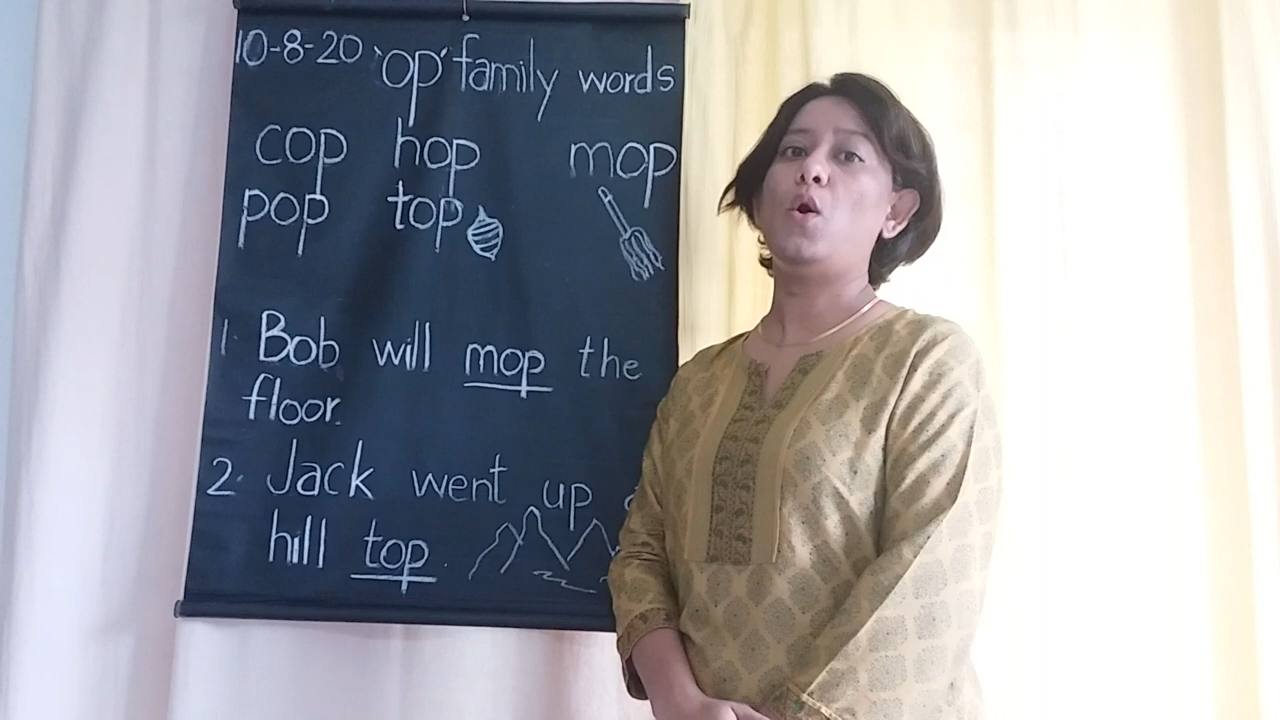 10-8-20 'op' family words
cop hop mop
pop top
1 Bob will mop the
floor.
2. Jack went up a
hill top.